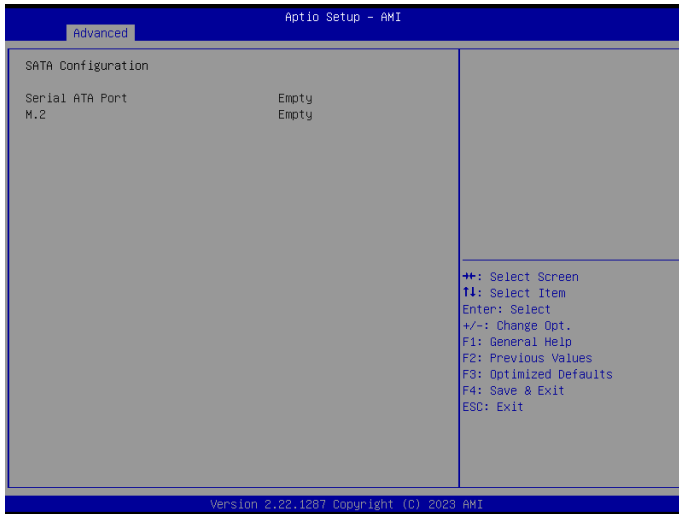 Aptio Setup - AMI
Advanced
SATA Configuration
Serial ATA Port Empty
M.2 Empty
→←: Select Screen
↑↓: Select Item
Enter: Select
+/-: Change Opt.
F1: General Help
F2: Previous Values
F3: Optimized Defaults
F4: Save & Exit
ESC: Exit
Version 2.22.1287 Copyright (C) 2023 AMI